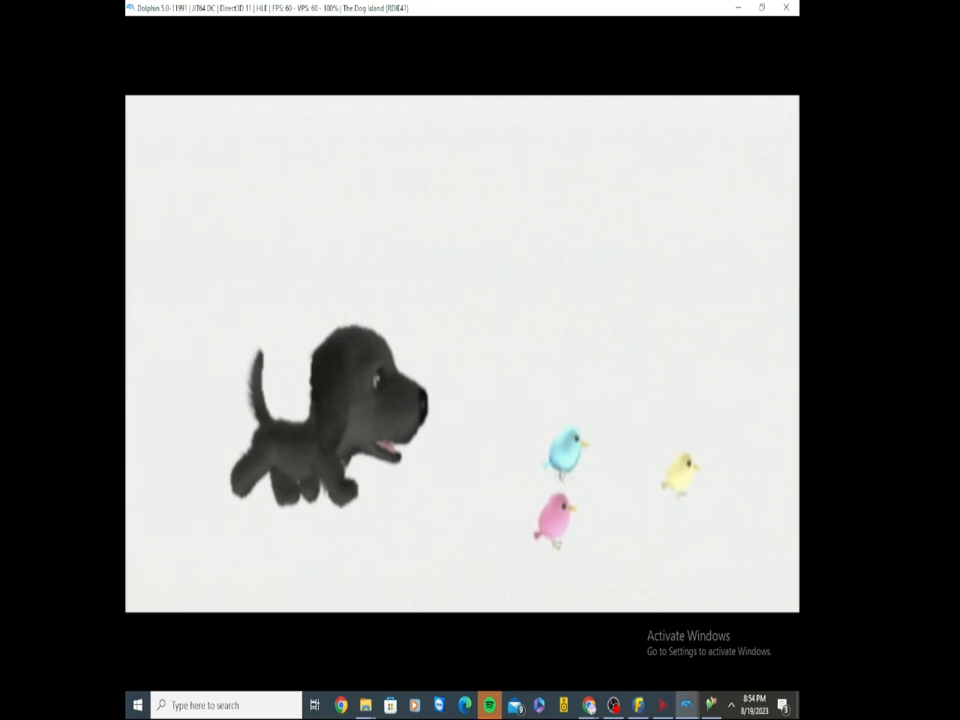 Dolphin 5.0-11991 | JIT64 DC | Direct3D 11 | HLE | FPS: 60 - VPS: 60 - 100% | The Dog Island (RDIE41)
Activate Windows
Go to Settings to activate Windows.
Type here to search
8:54 PM
8/19/2023